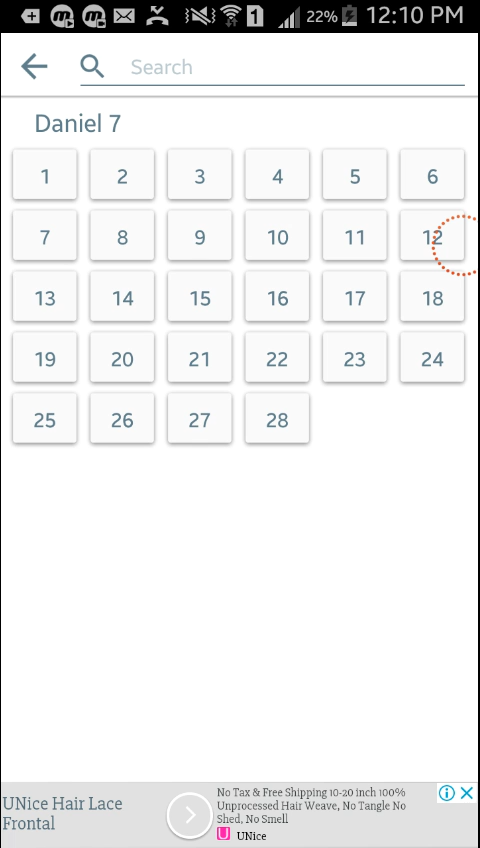 1 22% 12:10 PM
Search
Daniel 7
1 2 3 4 5 6
7 8 9 10 11 12
13 14 15 16 17 18
19 20 21 22 23 24
25 26 27 28
UNice Hair Lace
Frontal
No Tax & Free Shipping 10-20 inch 100%
Unprocessed Hair Weave, No Tangle No
Shed, No Smell
U UNice